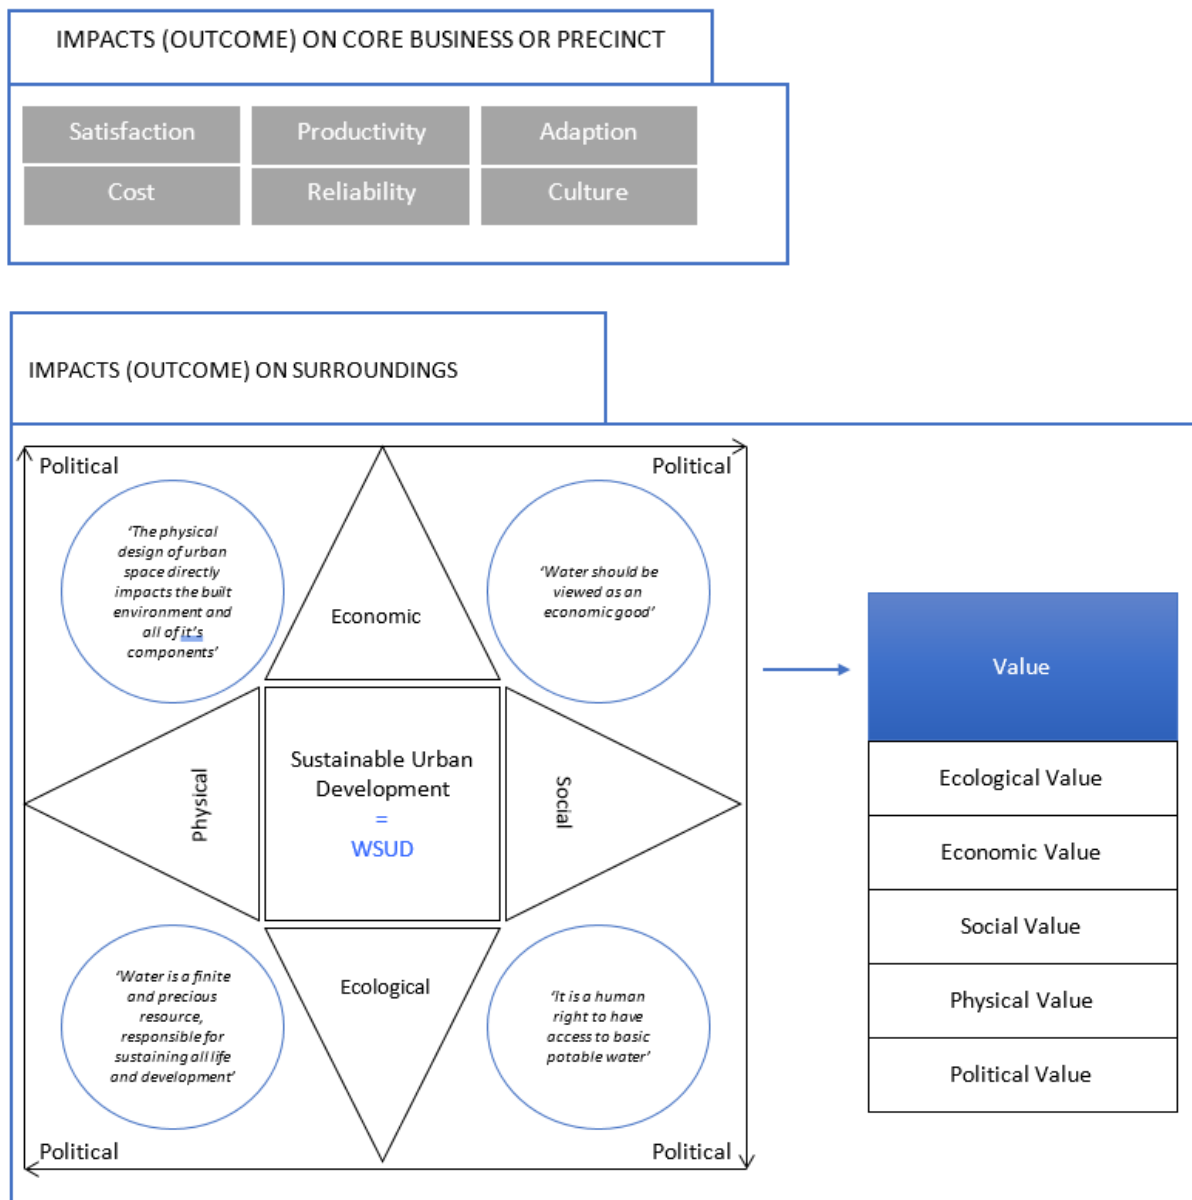 IMPACTS (OUTCOME) ON CORE BUSINESS OR PRECINCT
Satisfaction
Productivity
Adaption
Cost
Reliability
Culture
IMPACTS (OUTCOME) ON SURROUNDINGS
Political
Political
‘The physical
design of urban
space directly
impacts the built
environment and
all of it’s
components’
Economic
‘Water should be
viewed as an
economic good’
Physical
Sustainable Urban
Development
=
WSUD
Social
‘Water is a finite
and precious
resource,
responsible for
sustaining all life
and development’
Ecological
‘It is a human
right to have
access to basic
potable water’
Political
Political
Value
Ecological Value
Economic Value
Social Value
Physical Value
Political Value